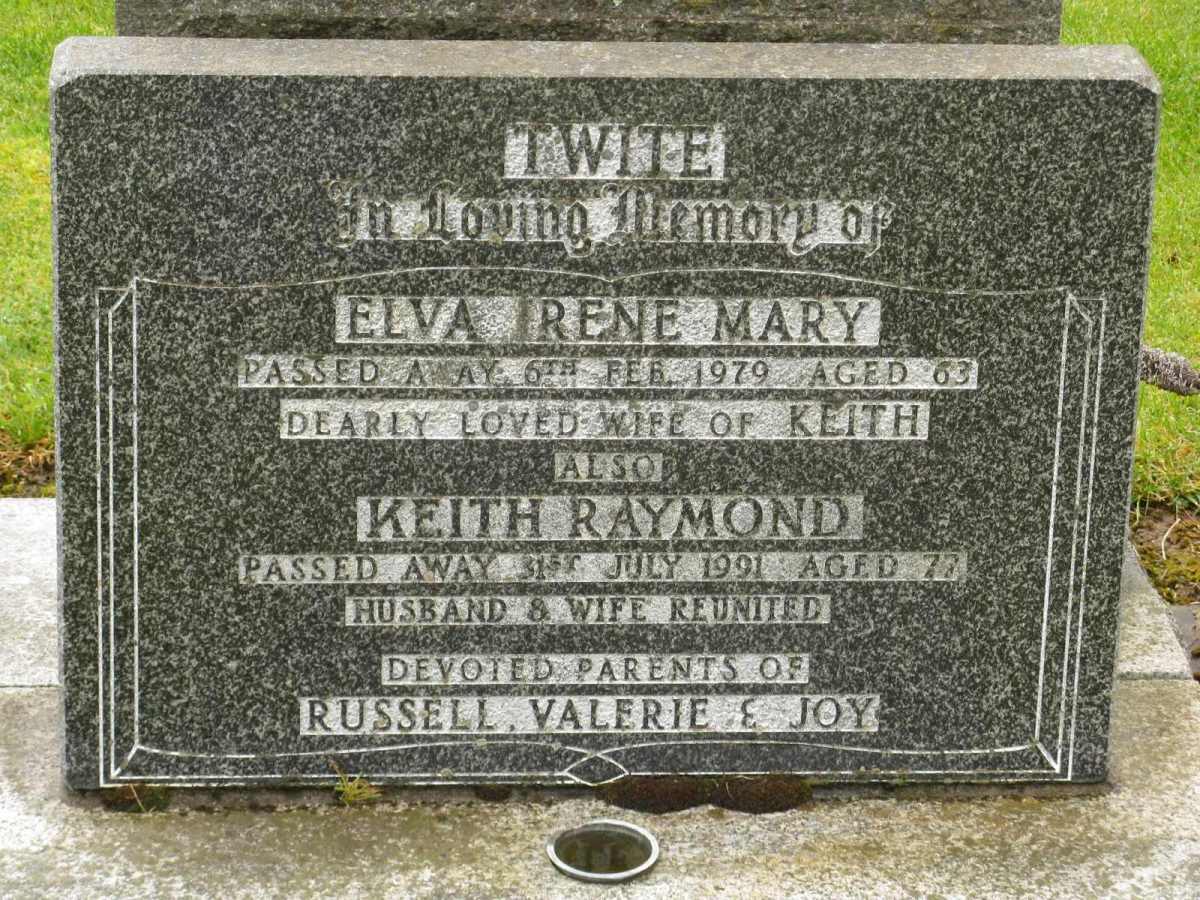 TWITE
In Loving Memory of
ELVA IRENE MARY
PASSED AWAY 6TH FEB. 1979 AGED 63
DEARLY LOVED WIFE OF KEITH
ALSO
KEITH RAYMOND
PASSED AWAY 31ST JULY 1991 AGED 77
HUSBAND & WIFE REUNITED
DEVOTED PARENTS OF
RUSSELL, VALERIE & JOY